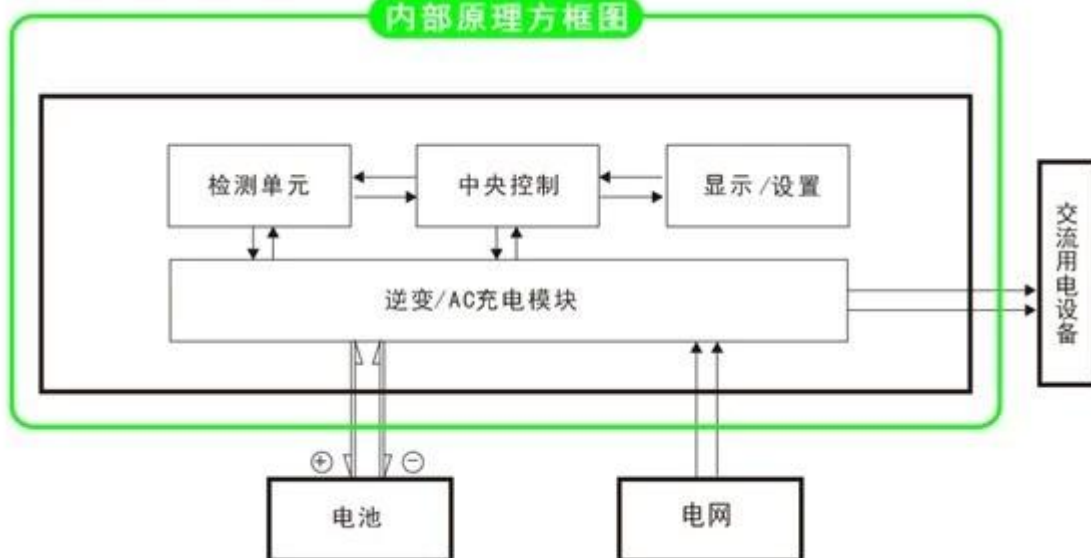 内部原理方框图
检测单元
中央控制
显示/设置
交流用电设备
逆变/AC充电模块
⊕
⊖
电池
电网